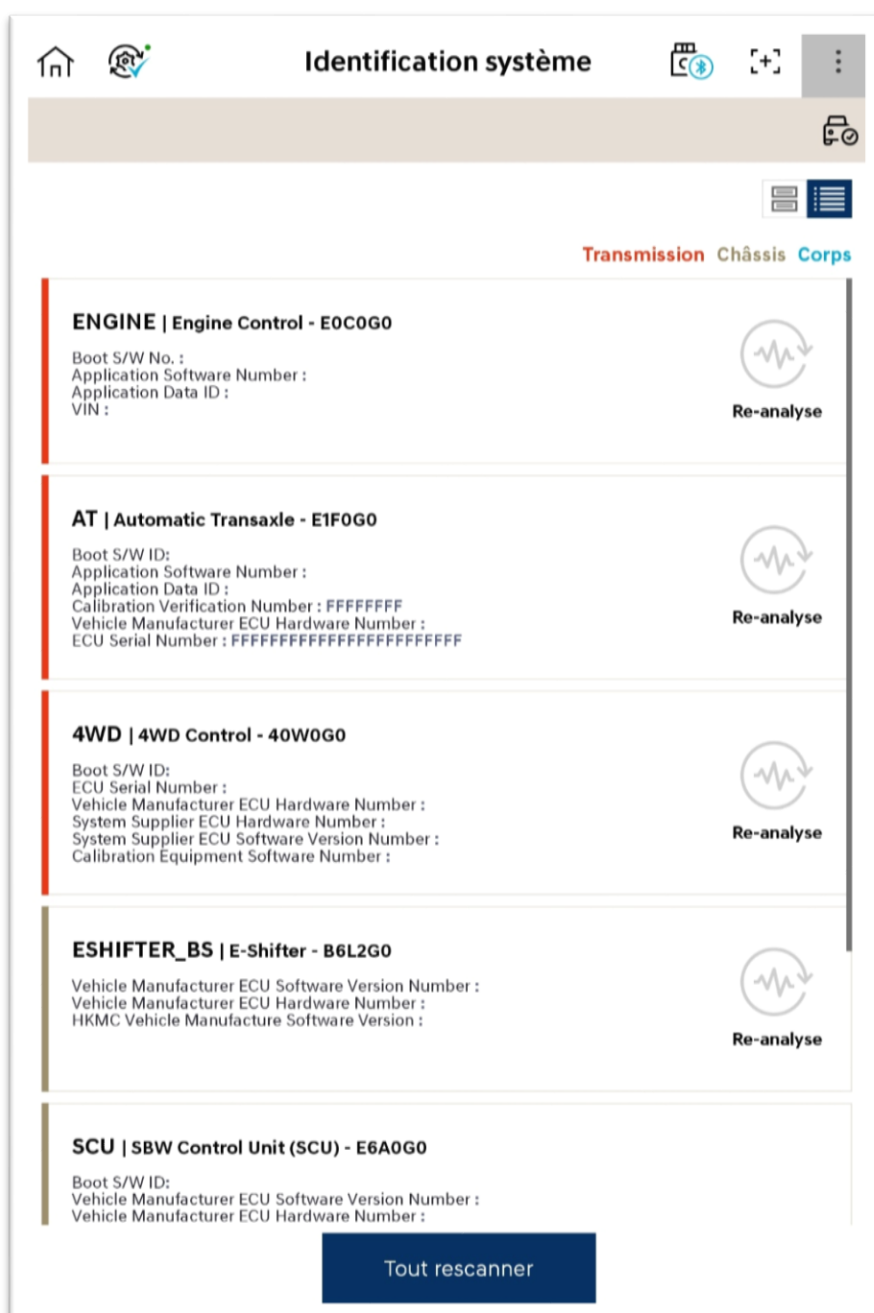 Identification système
Transmission Châssis Corps
ENGINE | Engine Control - E0C0G0
Boot S/W No. :
Application Software Number :
Application Data ID :
VIN :
Re-analyse
AT | Automatic Transaxle - E1F0G0
Boot S/W ID:
Application Software Number :
Application Data ID :
Calibration Verification Number : FFFFFFFF
Vehicle Manufacturer ECU Hardware Number :
ECU Serial Number : FFFFFFFFFFFFFFFFFFFFFFFF
Re-analyse
4WD | 4WD Control - 40W0G0
Boot S/W ID:
ECU Serial Number :
Vehicle Manufacturer ECU Hardware Number :
System Supplier ECU Hardware Number :
System Supplier ECU Software Version Number :
Calibration Equipment Software Number :
Re-analyse
ESHIFTER_BS | E-Shifter - B6L2G0
Vehicle Manufacturer ECU Software Version Number :
Vehicle Manufacturer ECU Hardware Number :
HKMC Vehicle Manufacture Software Version :
Re-analyse
SCU | SBW Control Unit (SCU) - E6A0G0
Boot S/W ID:
Vehicle Manufacturer ECU Software Version Number :
Vehicle Manufacturer ECU Hardware Number :
Tout rescanner